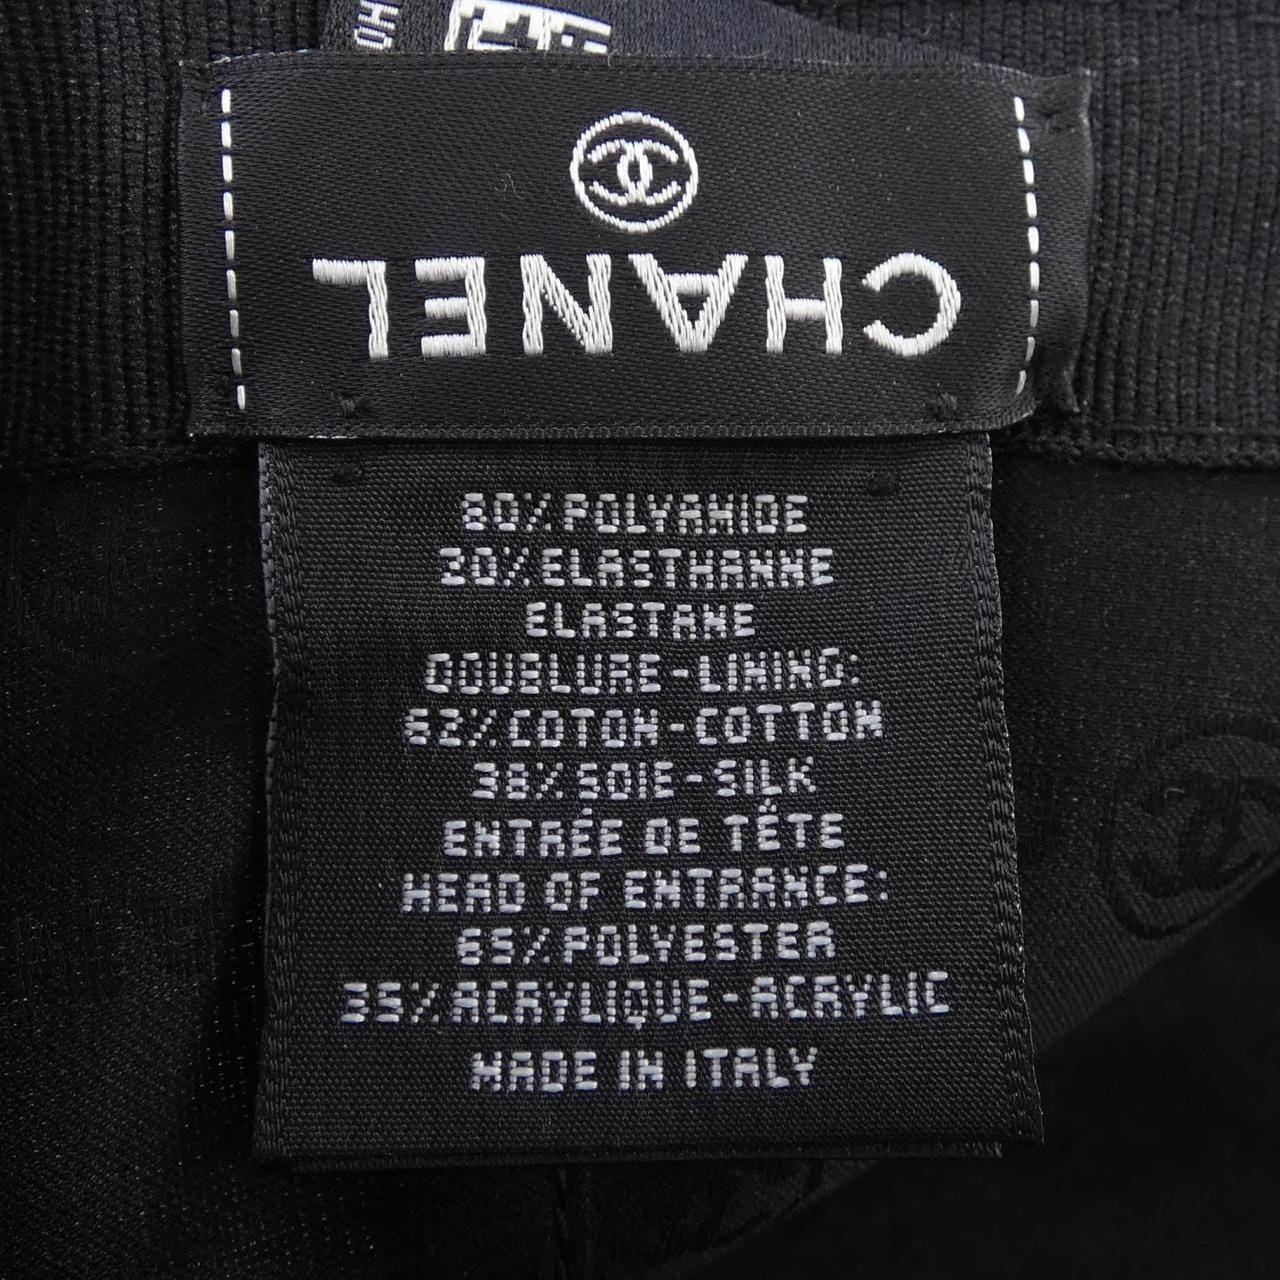 CHANEL
80% POLYAMIDE
20% ELASTHANNE
ELASTANE
DOUBLURE-LINING:
62% COTON-COTTON
38% SOIE-SILK
ENTRÉE DE TÊTE
HEAD OF ENTRANCE:
65% POLYESTER
35% ACRYLIQUE-ACRYLIC
MADE IN ITALY